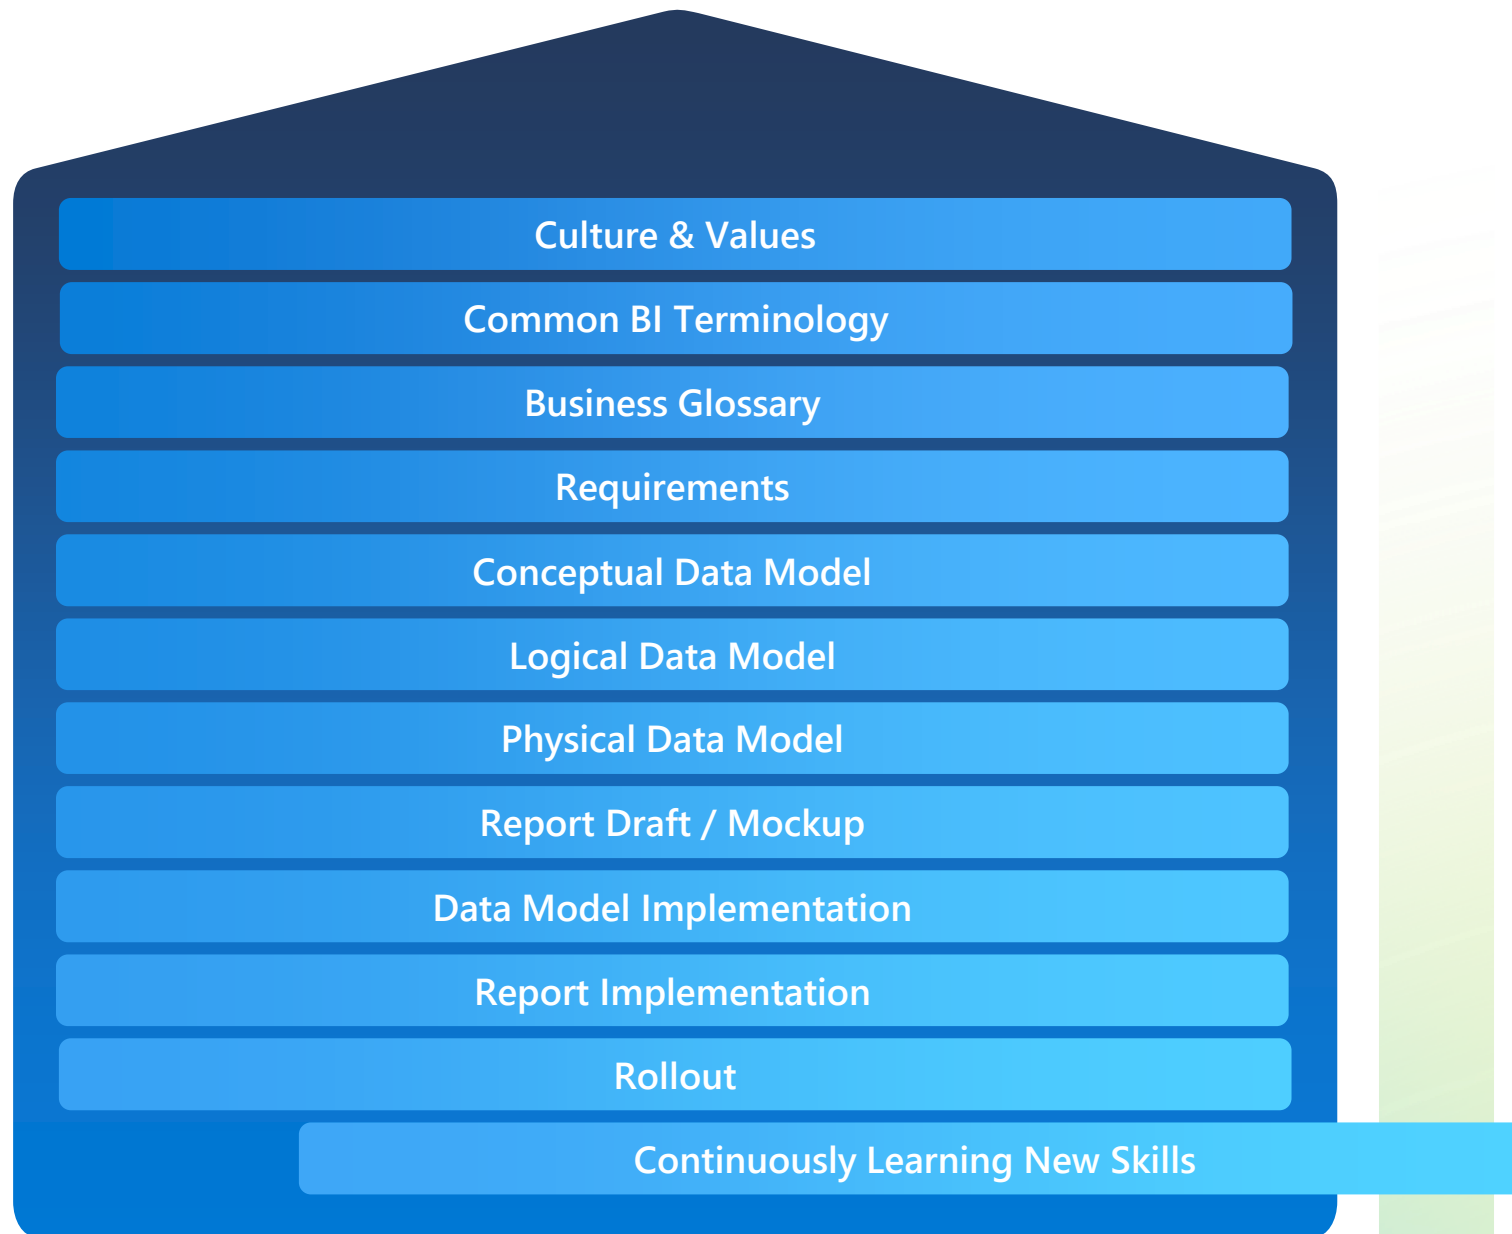 Culture & Values
Common BI Terminology
Business Glossary
Requirements
Conceptual Data Model
Logical Data Model
Physical Data Model
Report Draft / Mockup
Data Model Implementation
Report Implementation
Rollout
Continuously Learning New Skills